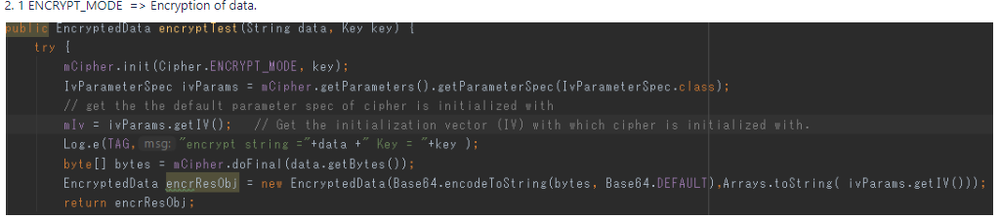 2. 1 ENCRYPT_MODE => Encryption of data.
public EncryptedData encryptTest(String data, Key key) {
try {
mCipher.init(Cipher.ENCRYPT_MODE, key);
IvParameterSpec ivParams = mCipher.getParameters().getParameterSpec(IvParameterSpec.class);
// get the the default parameter spec of cipher is initialized with
mIv = ivParams.getIV(); // Get the initialization vector (IV) with which cipher is initialized with.
Log.e(TAG, msg: "encrypt string ="+data +" Key = "+key );
byte[] bytes = mCipher.doFinal(data.getBytes());
EncryptedData encrResObj = new EncryptedData(Base64.encodeToString(bytes, Base64.DEFAULT),Arrays.toString( ivParams.getIV()));
return encrResObj;